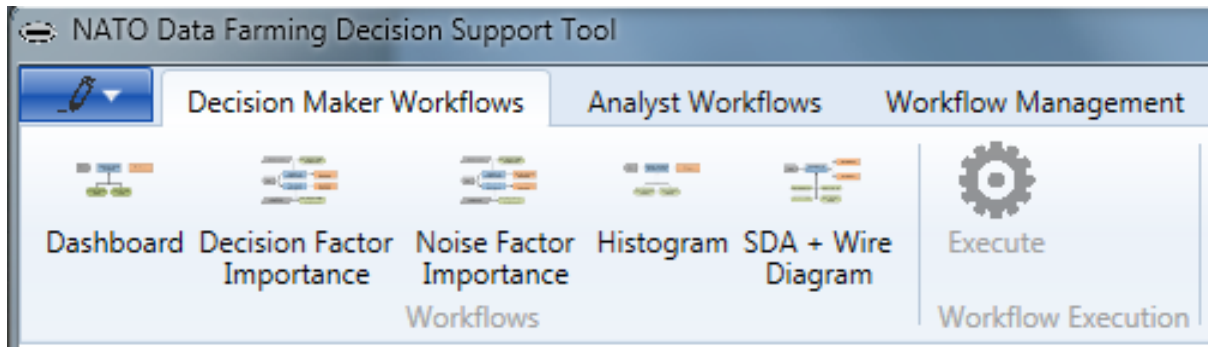 NATO Data Farming Decision Support Tool
Decision Maker Workflows Analyst Workflows Workflow Management
Dashboard Decision Factor Importance Noise Factor Importance Histogram SDA + Wire Diagram Execute
Workflows Workflow Execution